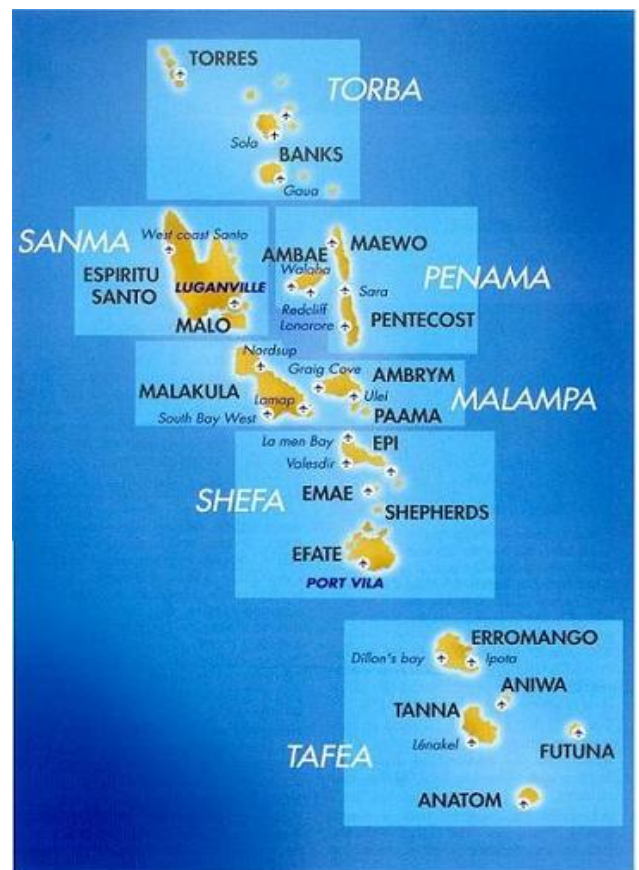 TORRES
TORBA
Sola
BANKS
Gaua
SANMA
West coast Santo
ESPIRITU
SANTO
LUGANVILLE
MALO
AMBAE
MAEWO
Walaha
PENAMA
Sara
Redcliff
Lonorore
PENTECOST
Nordsup
MALAKULA
Graig Cove
AMBRYM
Lamap
Ulei
MALAMPA
South Bay West
PAAMA
La men Bay
EPI
Valesdir
SHEFA
EMAE
SHEPHERDS
EFATE
PORT VILA
ERROMANGO
Dillon's bay
Ipota
ANIWA
TANNA
Lénakel
FUTUNA
TAFEA
ANATOM